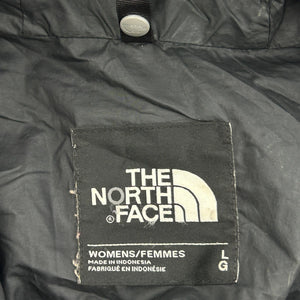 THE
NORTH
FACE
®
WOMENS/FEMMES
MADE IN INDONESIA
FABRIQUÉ EN INDONÉSIE
L
G